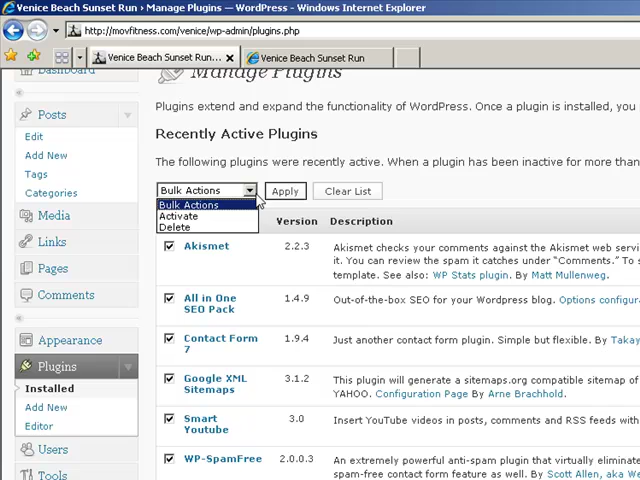 Venice Beach Sunset Run › Manage Plugins — WordPress - Windows Internet Explorer
http://movfitness.com/venice/wp-admin/plugins.php
Venice Beach Sunset Run... x
Venice Beach Sunset Run
Dashboard
Posts
Edit
Add New
Tags
Categories
Media
Links
Pages
Comments
Appearance
Plugins
Installed
Add New
Editor
Users
Tools
Manage Plugins
Plugins extend and expand the functionality of WordPress. Once a plugin is installed, you
Recently Active Plugins
The following plugins were recently active. When a plugin has been inactive for more than
Bulk Actions Apply Clear List
Bulk Actions
Activate
Delete
Version Description
Akismet 2.2.3 Akismet checks your comments against the Akismet web serv
it. You can review the spam it catches under “Comments.” To s
template. See also: WP Stats plugin. By Matt Mullenweg.
All in One 1.4.9 Out-of-the-box SEO for your Wordpress blog. Options configur
SEO Pack
Contact Form 1.9.4 Just another contact form plugin. Simple but flexible. By Takay
7
Google XML 3.1.2 This plugin will generate a sitemaps.org compatible sitemap of
Sitemaps YAHOO. Configuration Page By Arne Brachhold.
Smart 3.0 Insert YouTube videos in posts, comments and RSS feeds with
Youtube
WP-SpamFree 2.0.0.3 An extremely powerful anti-spam plugin that virtually eliminate
spam-free contact form feature as well. By Scott Allen, aka We